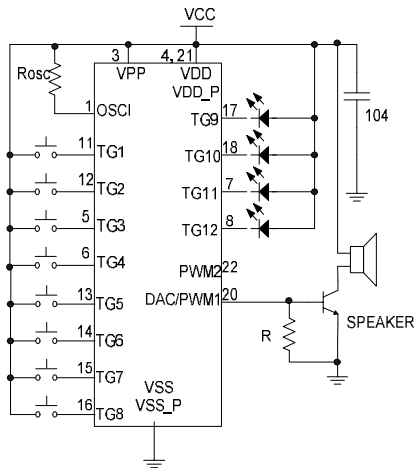 VCC
3
4, 21
Rosc
VPP
VDD
VDD_P
1
OSCI
17
TG9
104
11
TG1
18
TG10
12
TG2
7
TG11
5
TG3
8
TG12
6
TG4
PWM2
22
13
TG5
DAC/PWM1
20
SPEAKER
14
TG6
R
15
TG7
VSS
VSS_P
16
TG8